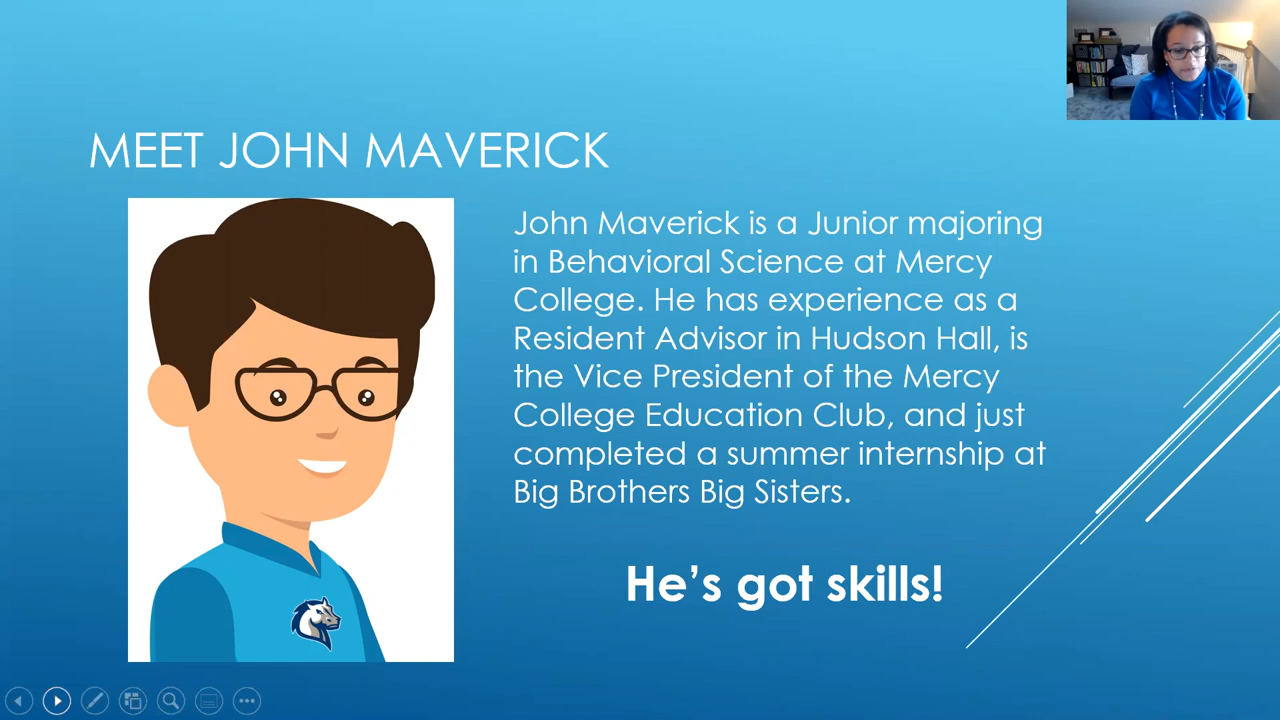 MEET JOHN MAVERICK
John Maverick is a Junior majoring
in Behavioral Science at Mercy
College. He has experience as a
Resident Advisor in Hudson Hall, is
the Vice President of the Mercy
College Education Club, and just
completed a summer internship at
Big Brothers Big Sisters.
He's got skills!